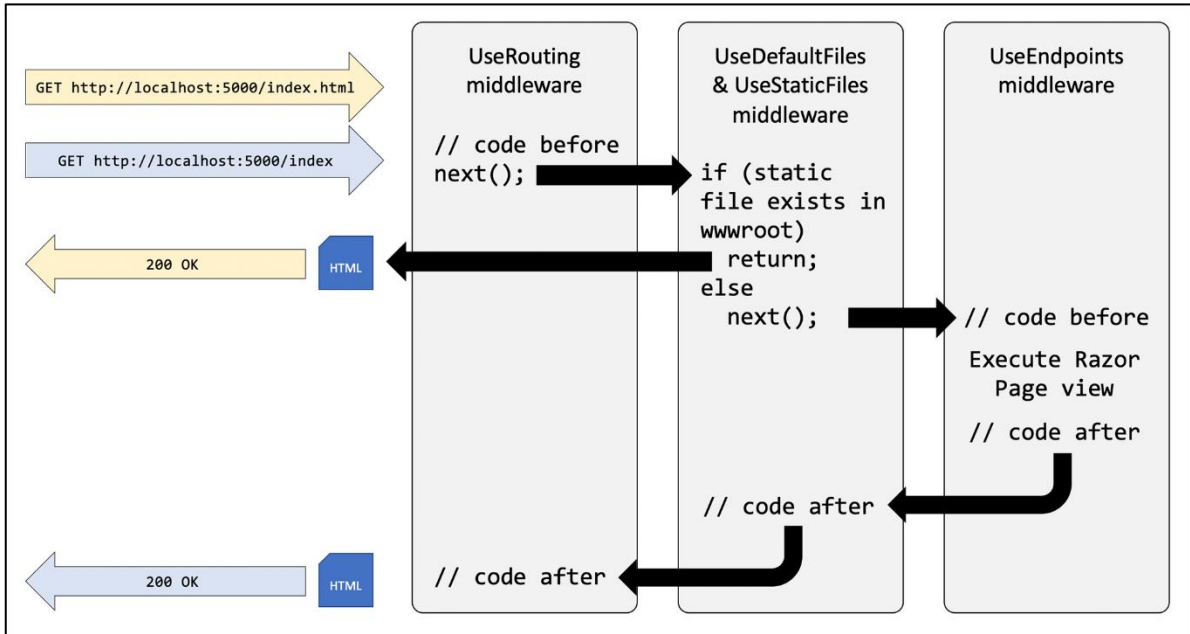 UseRouting
middleware
UseDefaultFiles
& UseStaticFiles
middleware
UseEndpoints
middleware
GET http://localhost:5000/index.html
GET http://localhost:5000/index
// code before
next();
if (static
file exists in
wwwroot)
return;
else
next();
200 OK
HTML
// code before
Execute Razor
Page view
// code after
// code after
// code after
200 OK
HTML